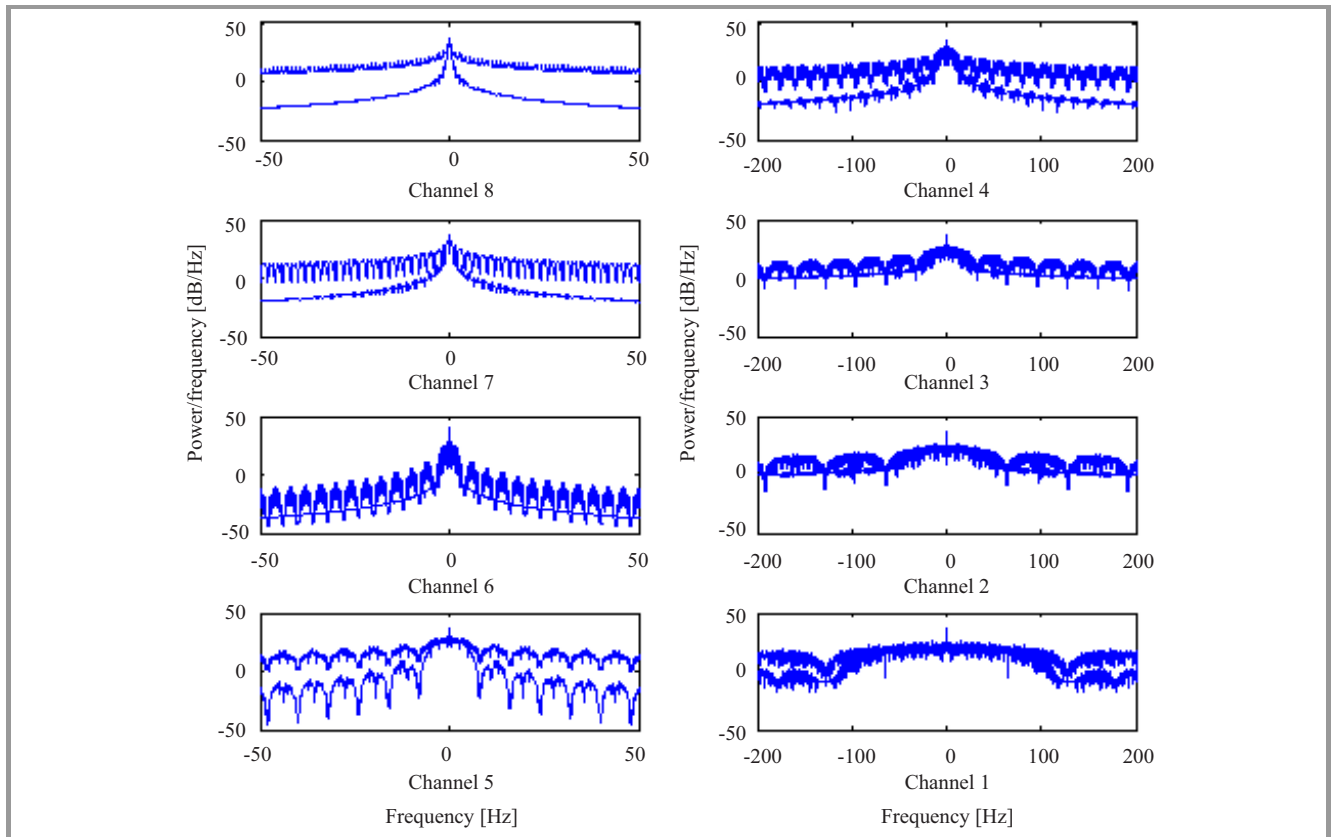 50
0
-50
-50 0 50
Channel 8
50
0
-50
-50 0 50
Channel 7
50
0
-50
-50 0 50
Channel 6
50
0
-50
-50 0 50
Channel 5
Power/frequency [dB/Hz]
Frequency [Hz]
50
0
-50
-200 -100 0 100 200
Channel 4
50
0
-50
-200 -100 0 100 200
Channel 3
50
0
-50
-200 -100 0 100 200
Channel 2
50
0
-50
-200 -100 0 100 200
Channel 1
Power/frequency [dB/Hz]
Frequency [Hz]